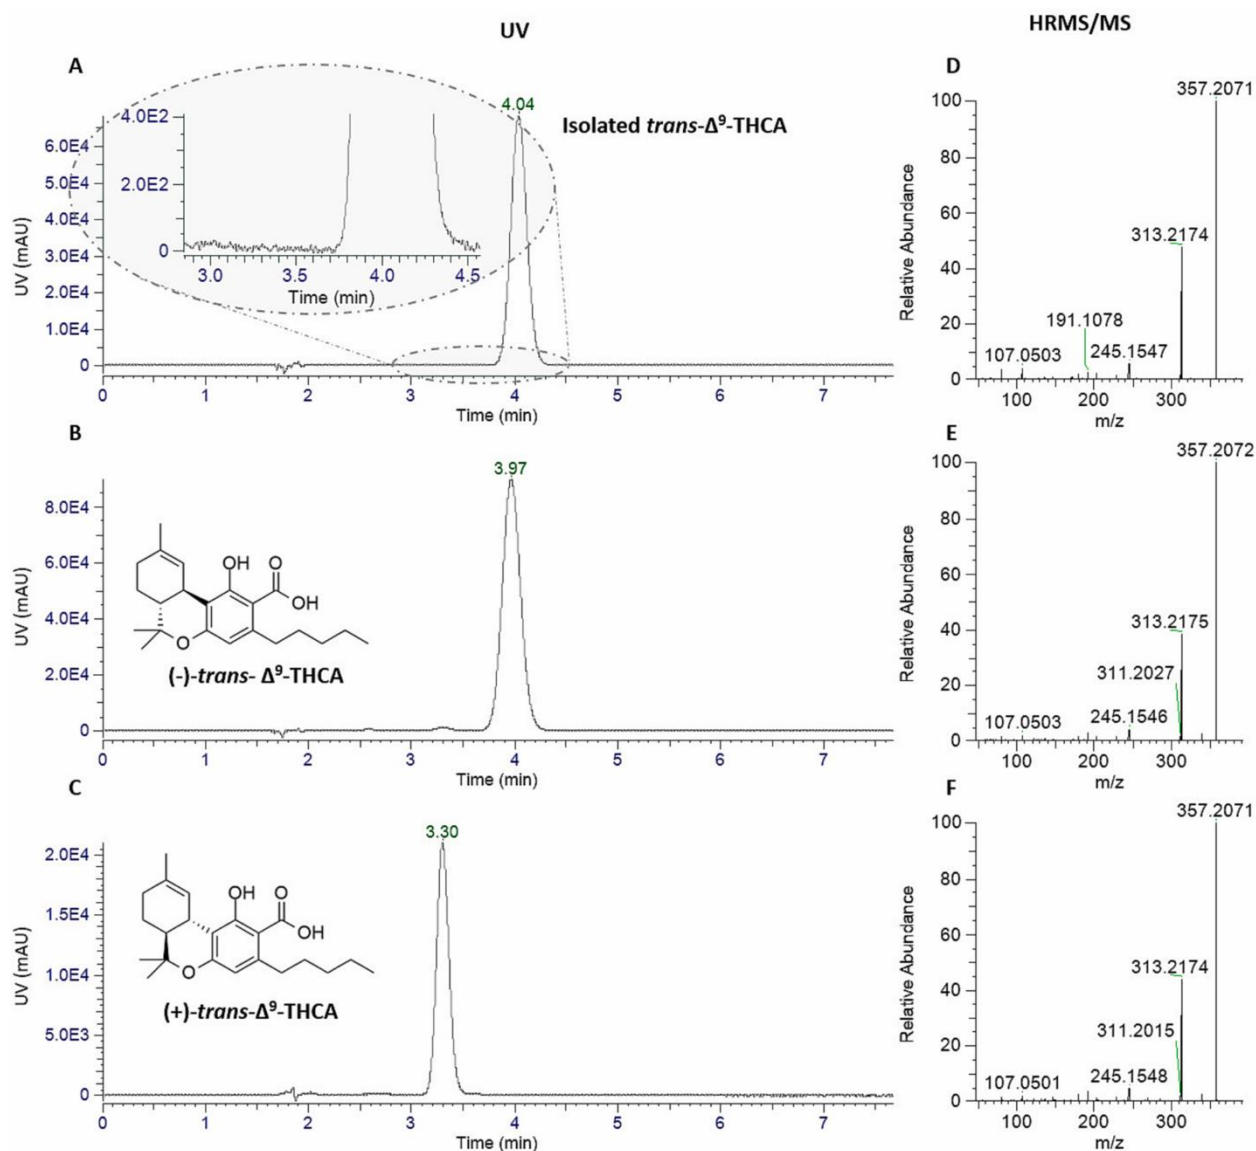 UV
HRMS/MS
A
4.0E2
2.0E2
0
3.0 3.5 4.0 4.5
Time (min)
4.04
Isolated trans-Δ⁹-THCA
UV (mAU)
6.0E4
5.0E4
4.0E4
3.0E4
2.0E4
1.0E4
0
0 1 2 3 4 5 6 7
Time (min)
D
357.2071
313.2174
191.1078
245.1547
107.0503
Relative Abundance
100
80
60
40
20
0
100 200 300
m/z
B
3.97
UV (mAU)
8.0E4
6.0E4
4.0E4
2.0E4
0
OH
O
OH
O
(-)-trans- Δ⁹-THCA
0 1 2 3 4 5 6 7
Time (min)
E
357.2072
313.2175
311.2027
245.1546
107.0503
Relative Abundance
100
80
60
40
20
0
100 200 300
m/z
C
3.30
UV (mAU)
2.0E4
1.5E4
1.0E4
5.0E3
0
OH
O
OH
O
(+)-trans-Δ⁹-THCA
0 1 2 3 4 5 6 7
Time (min)
F
357.2071
313.2174
311.2015
245.1548
107.0501
Relative Abundance
100
80
60
40
20
0
100 200 300
m/z